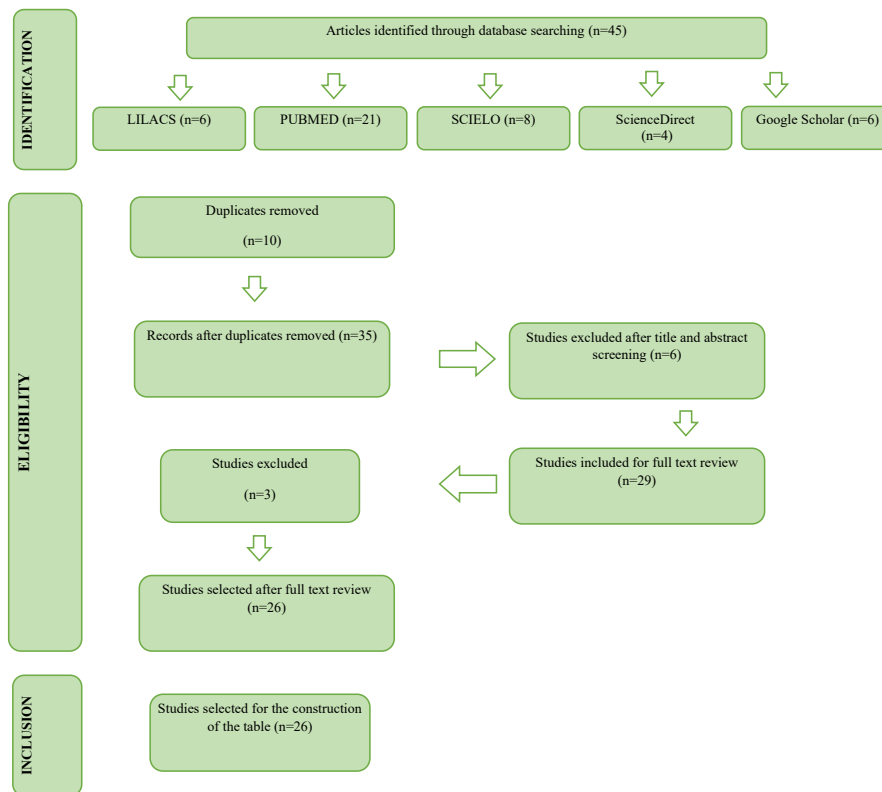 IDENTIFICATION
Articles identified through database searching (n=45)
LILACS (n=6)
PUBMED (n=21)
SCIELO (n=8)
ScienceDirect
(n=4)
Google Scholar (n=6)
ELIGIBILITY
Duplicates removed
(n=10)
Records after duplicates removed (n=35)
Studies excluded after title and abstract
screening (n=6)
Studies included for full text review
(n=29)
Studies excluded
(n=3)
Studies selected after full text review
(n=26)
INCLUSION
Studies selected for the construction
of the table (n=26)